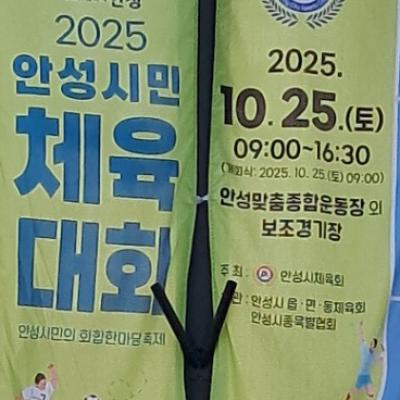 2025
안성시민
체육
대회
안성시민의 화합한마당축제
2025.
10. 25.(토)
09:00~16:30
(개회식: 2025. 10. 25.(토) 09:00)
안성맞춤종합운동장 외
보조경기장
주최 : 안성시체육회
관 : 안성시 읍·면·동체육회
안성시종목별협회